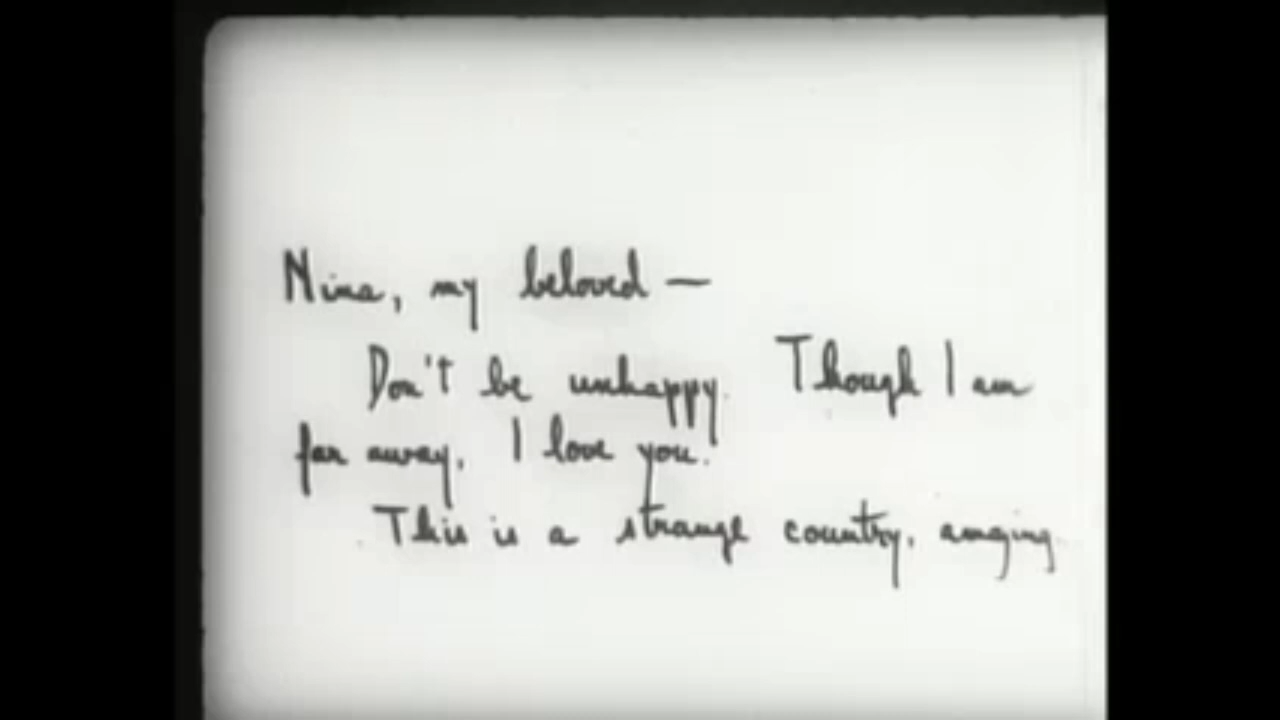 Nina, my beloved —
Don't be unhappy. Though I am
far away, I love you.
This is a strange country, amazing